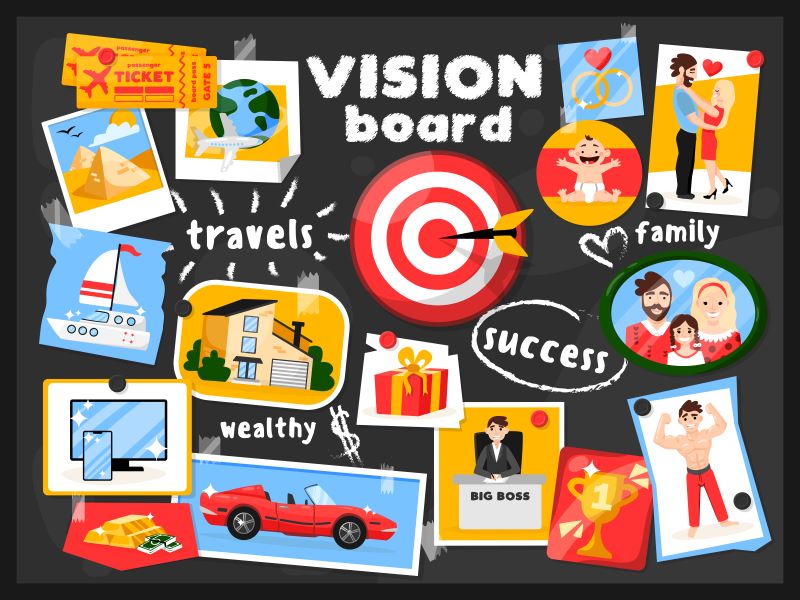 VISION
board
passenger
passenger
TICKET
board pass
GATE 5
travels
family
success
wealthy $
BIG BOSS
1